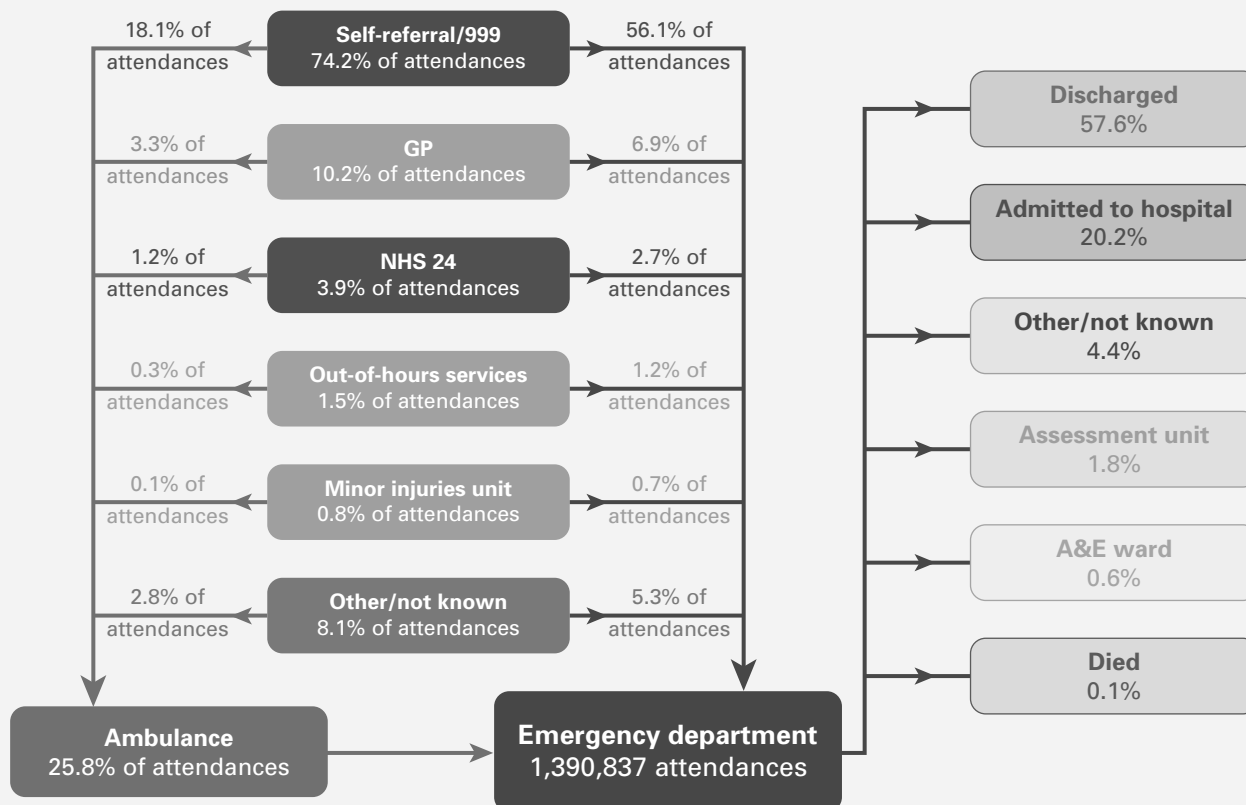 18.1% of
attendances
Self-referral/999
74.2% of attendances
56.1% of
attendances
3.3% of
attendances
GP
10.2% of attendances
6.9% of
attendances
1.2% of
attendances
NHS 24
3.9% of attendances
2.7% of
attendances
0.3% of
attendances
Out-of-hours services
1.5% of attendances
1.2% of
attendances
0.1% of
attendances
Minor injuries unit
0.8% of attendances
0.7% of
attendances
2.8% of
attendances
Other/not known
8.1% of attendances
5.3% of
attendances
Ambulance
25.8% of attendances
Emergency department
1,390,837 attendances
Discharged
57.6%
Admitted to hospital
20.2%
Other/not known
4.4%
Assessment unit
1.8%
A&E ward
0.6%
Died
0.1%